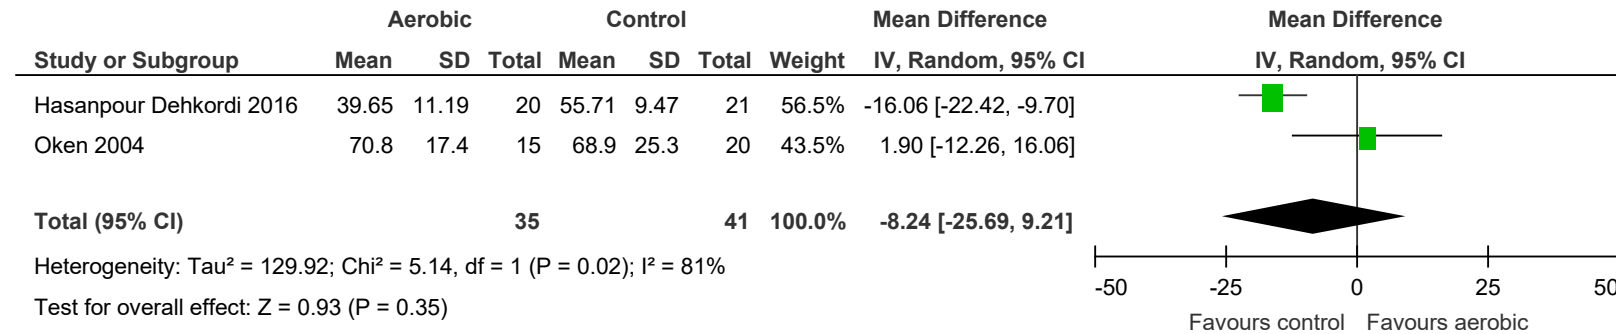 Aerobic Control Mean Difference Mean Difference
Study or Subgroup Mean SD Total Mean SD Total Weight IV, Random, 95% CI IV, Random, 95% CI
Hasanpour Dehkordi 2016 39.65 11.19 20 55.71 9.47 21 56.5% -16.06 [-22.42, -9.70]
Oken 2004 70.8 17.4 15 68.9 25.3 20 43.5% 1.90 [-12.26, 16.06]
Total (95% CI) 35 41 100.0% -8.24 [-25.69, 9.21]
Heterogeneity: Tau² = 129.92; Chi² = 5.14, df = 1 (P = 0.02); I² = 81%
Test for overall effect: Z = 0.93 (P = 0.35)
-50 -25 0 25 50
Favours control Favours aerobic